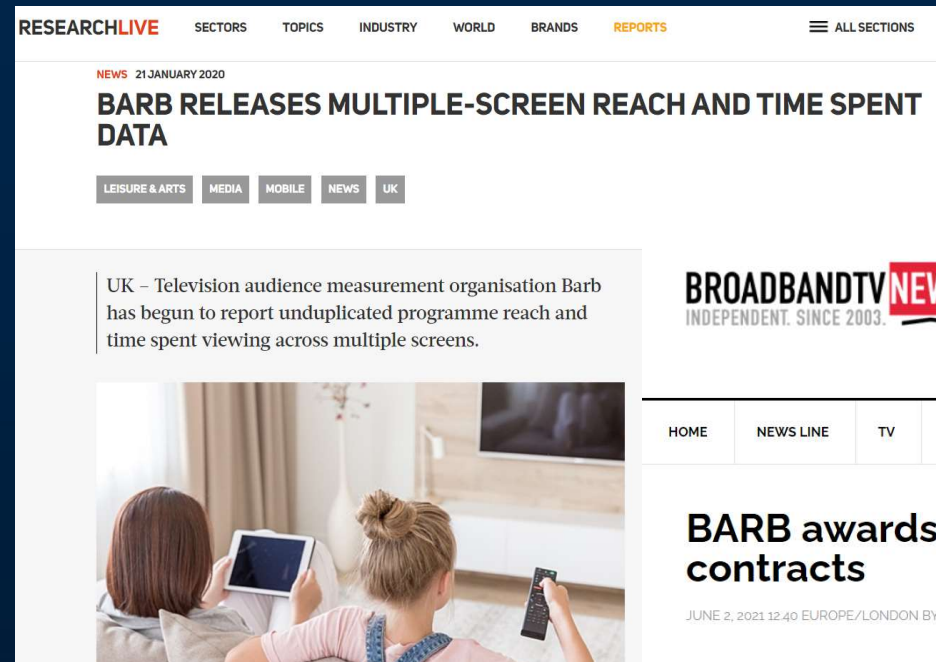 RESEARCHLIVE SECTORS TOPICS INDUSTRY WORLD BRANDS REPORTS ALL SECTIONS
NEWS 21 JANUARY 2020
BARB RELEASES MULTIPLE-SCREEN REACH AND TIME SPENT
DATA
LEISURE & ARTS MEDIA MOBILE NEWS UK
UK – Television audience measurement organisation Barb
has begun to report unduplicated programme reach and
time spent viewing across multiple screens.
BROADBANDTV
INDEPENDENT. SINCE 2003.
HOME NEWS LINE TV
BARB awards
contracts
JUNE 2, 2021 12.40 EUROPE/LONDON BY